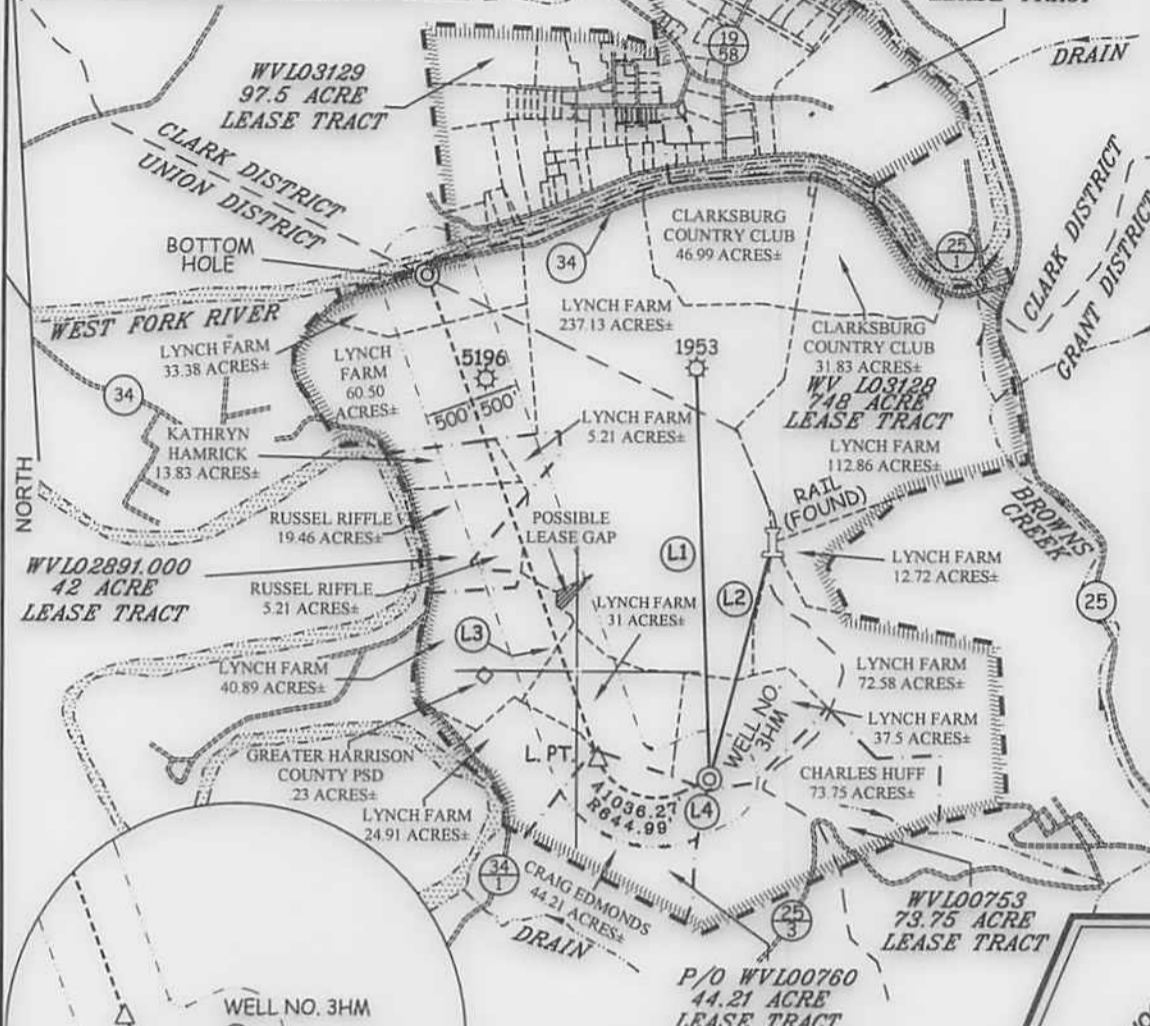 LEASE TRACT
19
58
DRAIN
WVL03129
97.5 ACRE
LEASE TRACT
CLARK DISTRICT
UNION DISTRICT
CLARK DISTRICT
GRANT DISTRICT
BOTTOM
HOLE
CLARKSBURG
COUNTRY CLUB
46.99 ACRES±
34
25
1
WEST FORK RIVER
LYNCH FARM
33.38 ACRES±
LYNCH FARM
237.13 ACRES±
CLARKSBURG
COUNTRY CLUB
31.83 ACRES±
LYNCH
FARM
60.50
ACRES±
5196
500' 500'
1953
WV L03128
748 ACRE
LEASE TRACT
34
KATHRYN
HAMRICK
13.83 ACRES±
LYNCH FARM
5.21 ACRES±
LYNCH FARM
112.86 ACRES±
NORTH
RAIL
(FOUND)
BROWNS
CREEK
RUSSEL RIFFLE
19.46 ACRES±
POSSIBLE
LEASE GAP
L1
LYNCH FARM
12.72 ACRES±
WVL02891.000
42 ACRE
LEASE TRACT
RUSSEL RIFFLE
5.21 ACRES±
LYNCH FARM
31 ACRES±
L2
25
L3
LYNCH FARM
40.89 ACRES±
LYNCH FARM
72.58 ACRES±
WELL NO.
3HM
LYNCH FARM
37.5 ACRES±
GREATER HARRISON
COUNTY PSD
23 ACRES±
L. PT.
CHARLES HUFF
73.75 ACRES±
A1036.27'
R644.99'
L4
LYNCH FARM
24.91 ACRES±
34
1
CRAIG EDMONDS
44.21 ACRES±
25
3
WVL00753
73.75 ACRE
LEASE TRACT
DRAIN
P/O WVL00760
44.21 ACRE
LEASE TRACT
WELL NO. 3HM